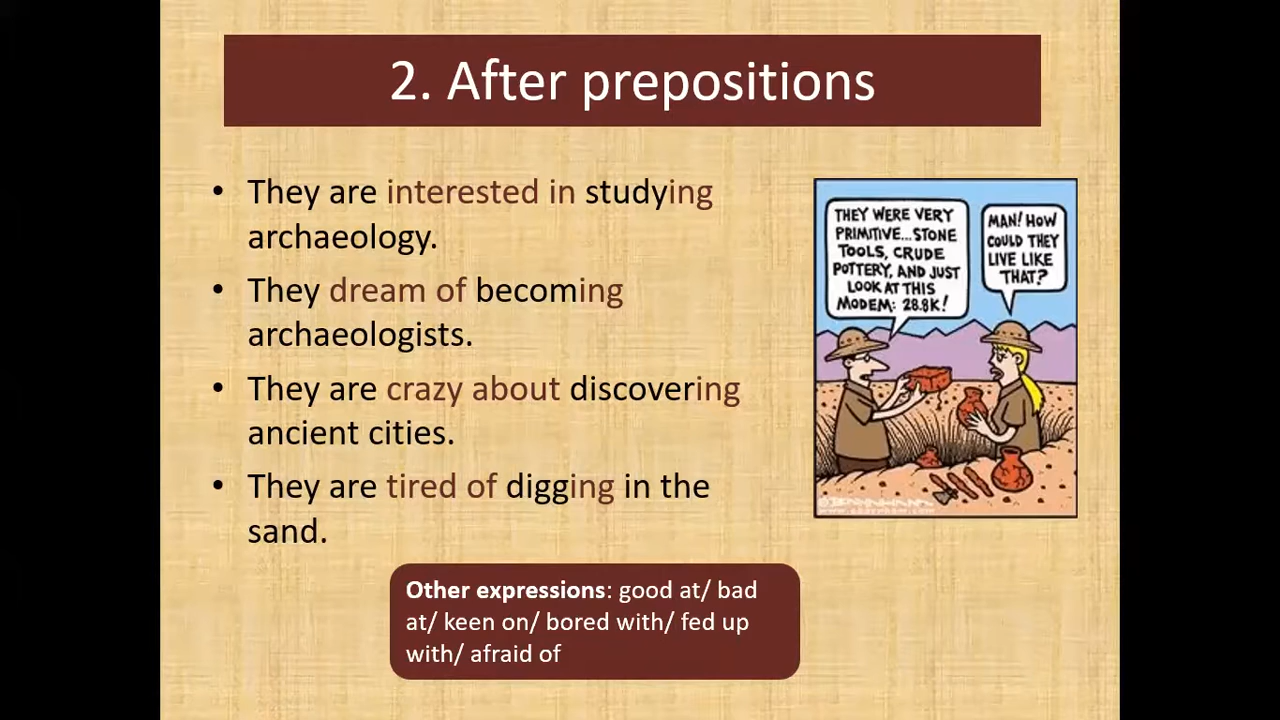 2. After prepositions
• They are interested in studying
archaeology.
• They dream of becoming
archaeologists.
• They are crazy about discovering
ancient cities.
• They are tired of digging in the
sand.
THEY WERE VERY
PRIMITIVE...STONE
TOOLS, CRUDE
POTTERY, AND JUST
LOOK AT THIS
MODEM: 28.8K!
MAN! HOW
COULD THEY
LIVE LIKE
THAT?
Other expressions: good at/ bad
at/ keen on/ bored with/ fed up
with/ afraid of